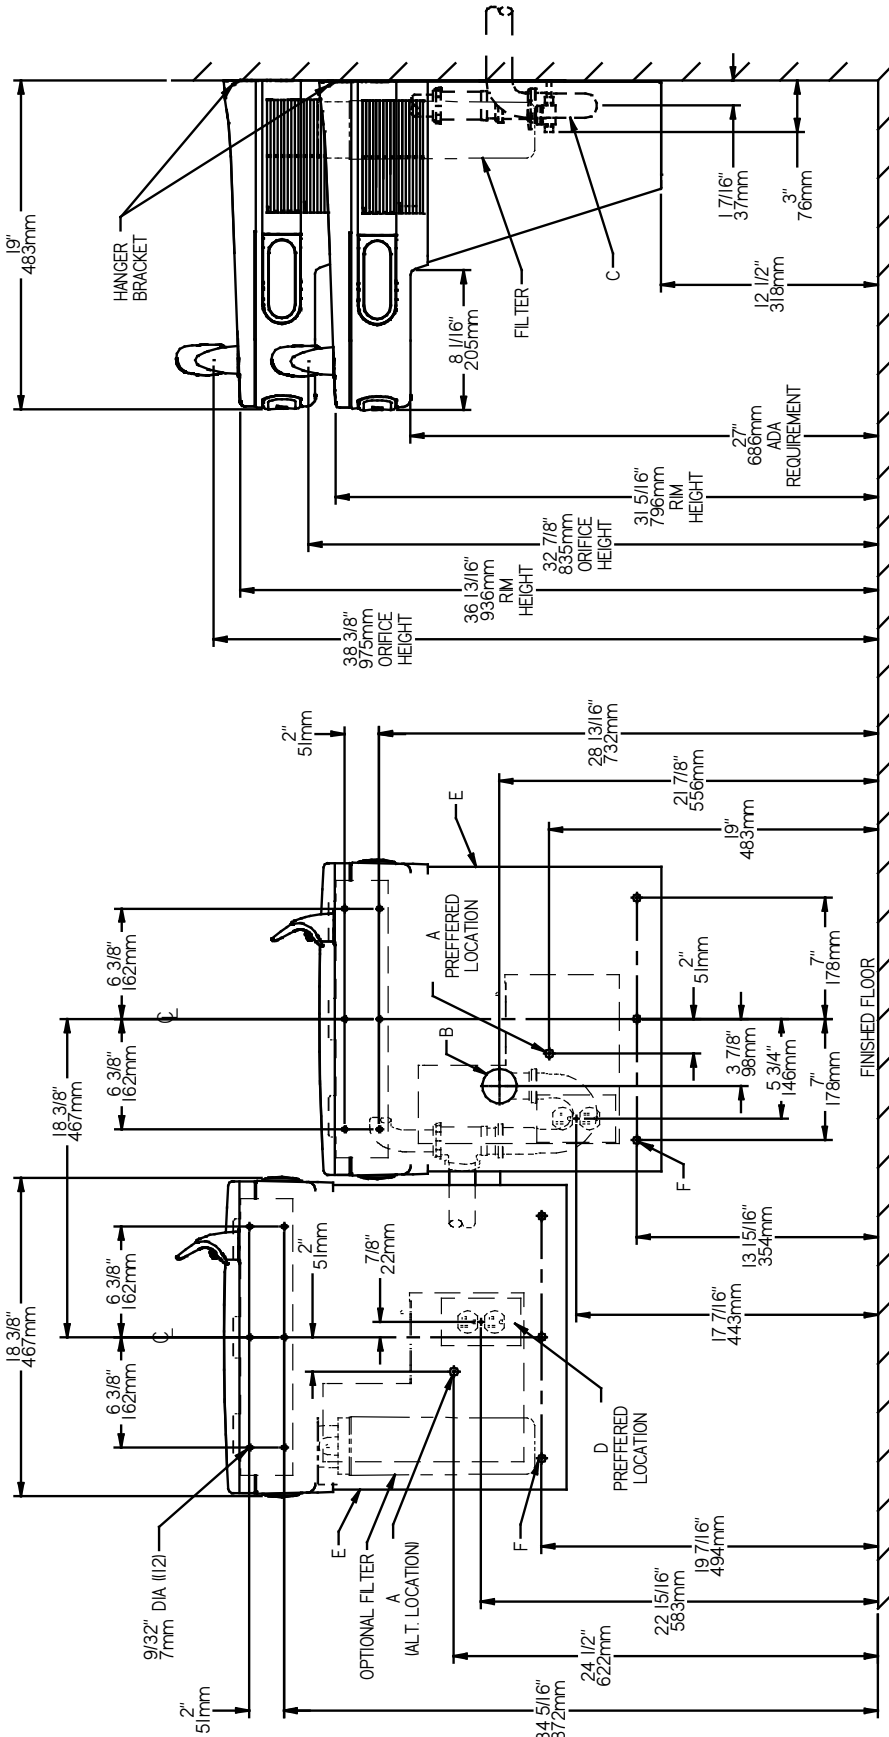 18 3/8"
467mm
18 3/8"
467mm
6 3/8"
162mm
6 3/8"
162mm
6 3/8"
162mm
6 3/8"
162mm
℄
℄
9/32" DIA (12)
7mm
2"
51mm
2"
51mm
7/8"
22mm
2"
51mm
E
OPTIONAL FILTER
A
(ALT. LOCATION)
F
D
PREFFERED
LOCATION
B
A
PREFFERED
LOCATION
E
F
34 5/16"
872mm
24 1/2"
622mm
22 15/16"
583mm
19 7/16"
494mm
17 7/16"
443mm
13 15/16"
354mm
2"
51mm
3 7/8"
98mm
5 3/4"
146mm
7"
178mm
7"
178mm
19"
483mm
21 7/8"
556mm
28 13/16"
732mm
FINISHED FLOOR
19"
483mm
HANGER
BRACKET
38 3/8"
975mm
ORIFICE
HEIGHT
36 13/16"
936mm
RIM
HEIGHT
32 7/8"
835mm
ORIFICE
HEIGHT
31 5/16"
796mm
RIM
HEIGHT
27"
686mm
ADA
REQUIREMENT
8 1/16"
205mm
FILTER
C
12 1/2"
318mm
1 7/16"
37mm
3"
76mm